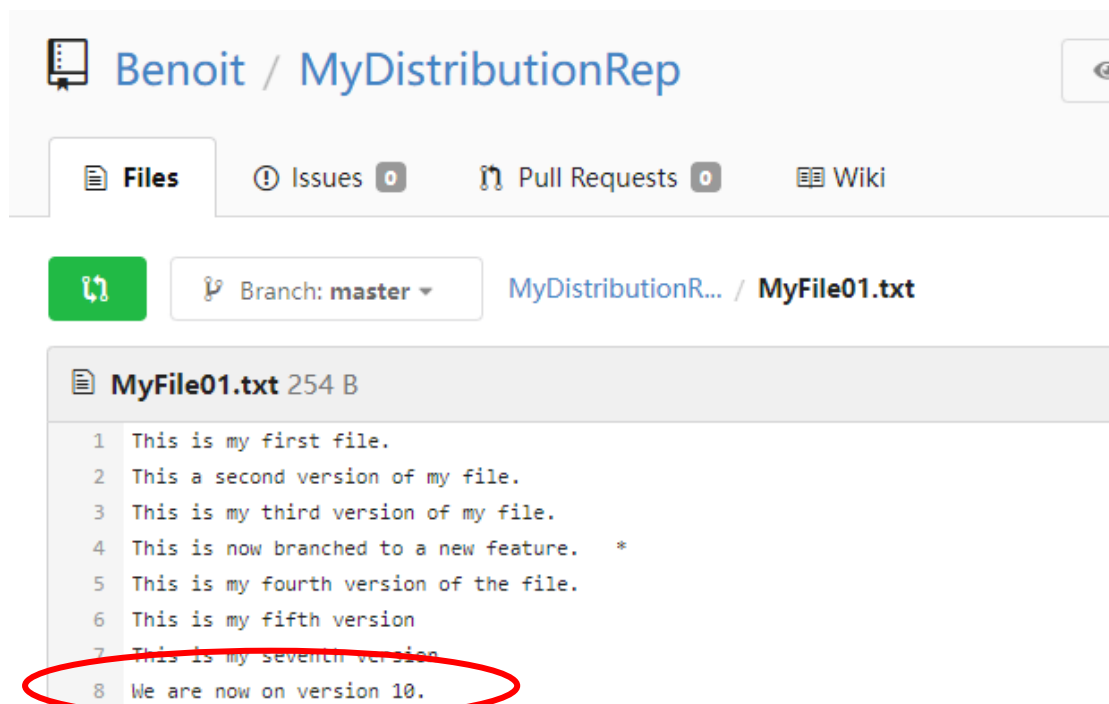 Benoit / MyDistributionRep
Files Issues 0 Pull Requests 0 Wiki
Branch: master MyDistributionR... / MyFile01.txt
MyFile01.txt 254 B
1 This is my first file.
2 This a second version of my file.
3 This is my third version of my file.
4 This is now branched to a new feature. *
5 This is my fourth version of the file.
6 This is my fifth version
7 This is my seventh version
8 We are now on version 10.